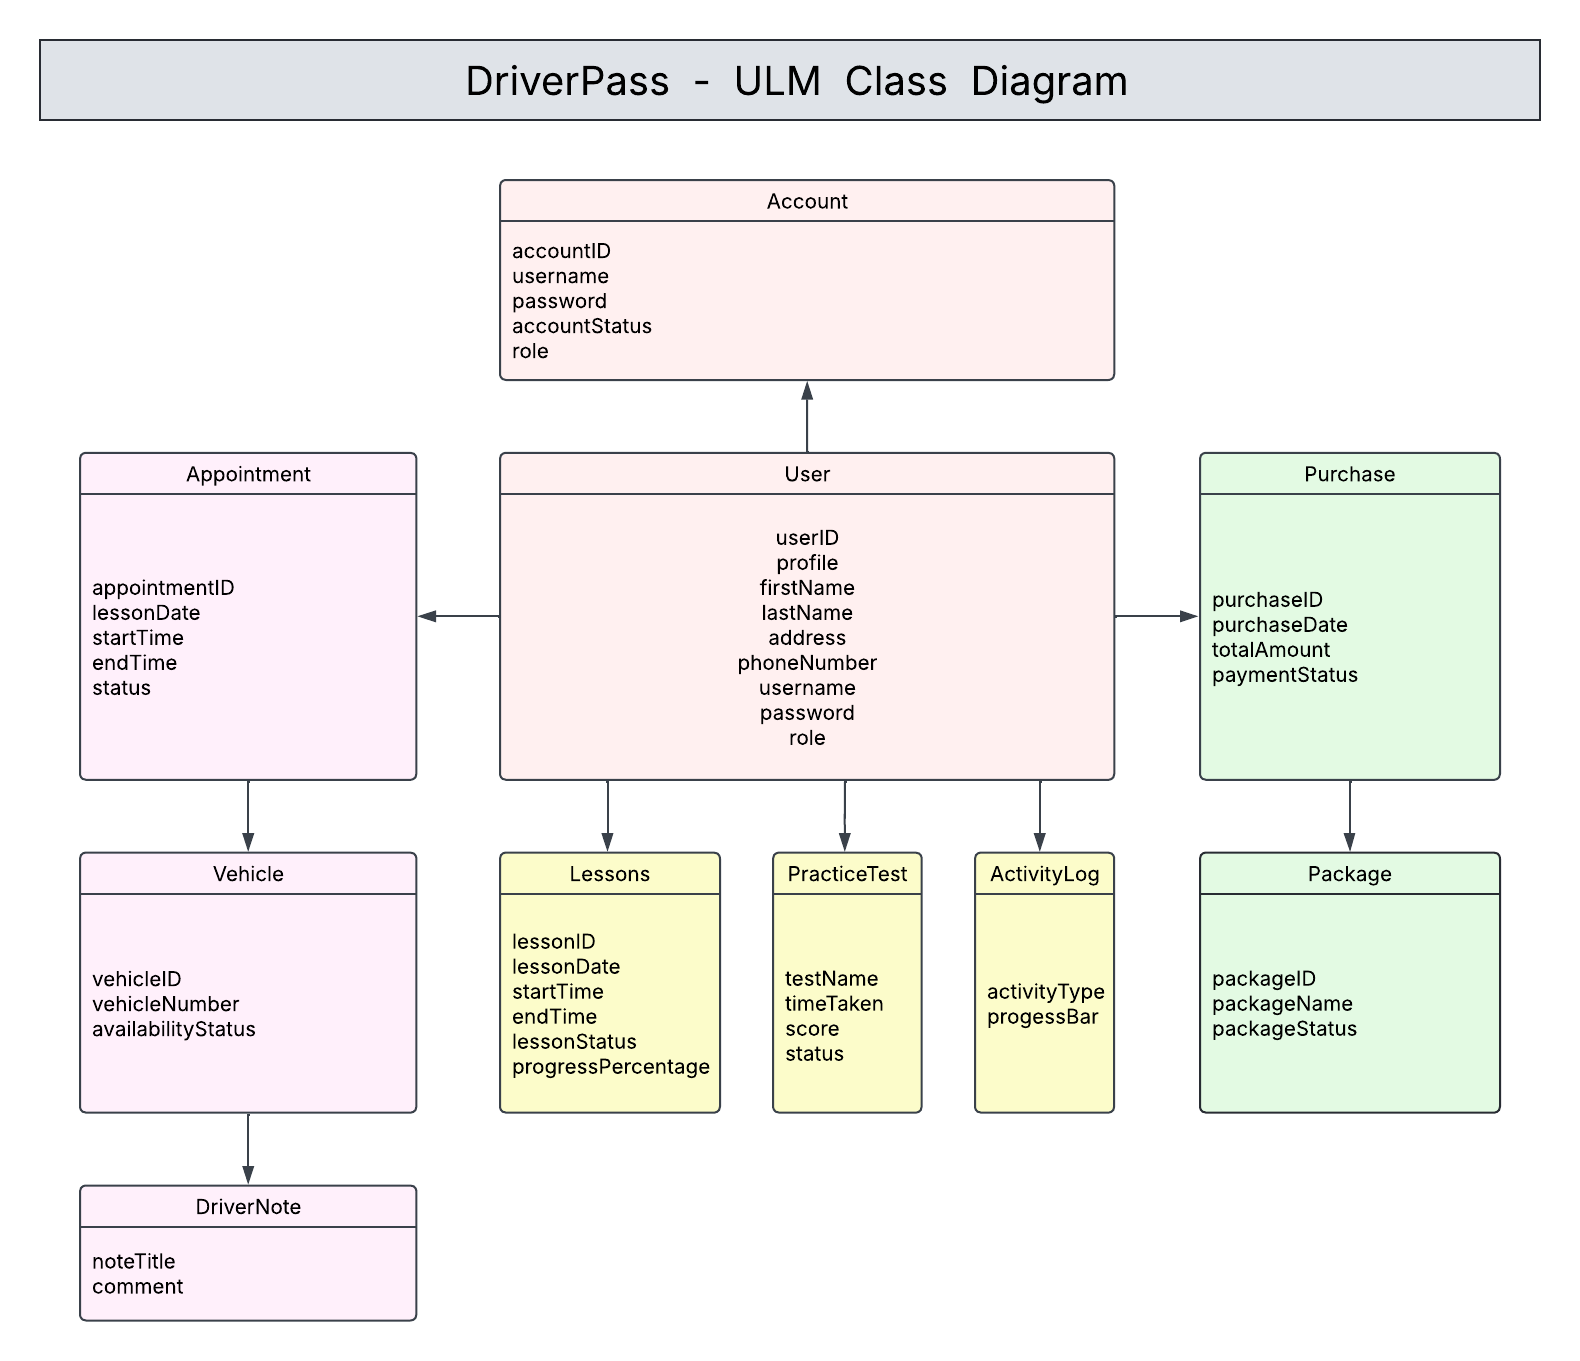 DriverPass - ULM Class Diagram
Account
accountID
username
password
accountStatus
role
Appointment
appointmentID
lessonDate
startTime
endTime
status
User
userID
profile
firstName
lastName
address
phoneNumber
username
password
role
Purchase
purchaseID
purchaseDate
totalAmount
paymentStatus
Vehicle
vehicleID
vehicleNumber
availabilityStatus
Lessons
lessonID
lessonDate
startTime
endTime
lessonStatus
progressPercentage
PracticeTest
testName
timeTaken
score
status
ActivityLog
activityType
progessBar
Package
packageID
packageName
packageStatus
DriverNote
noteTitle
comment